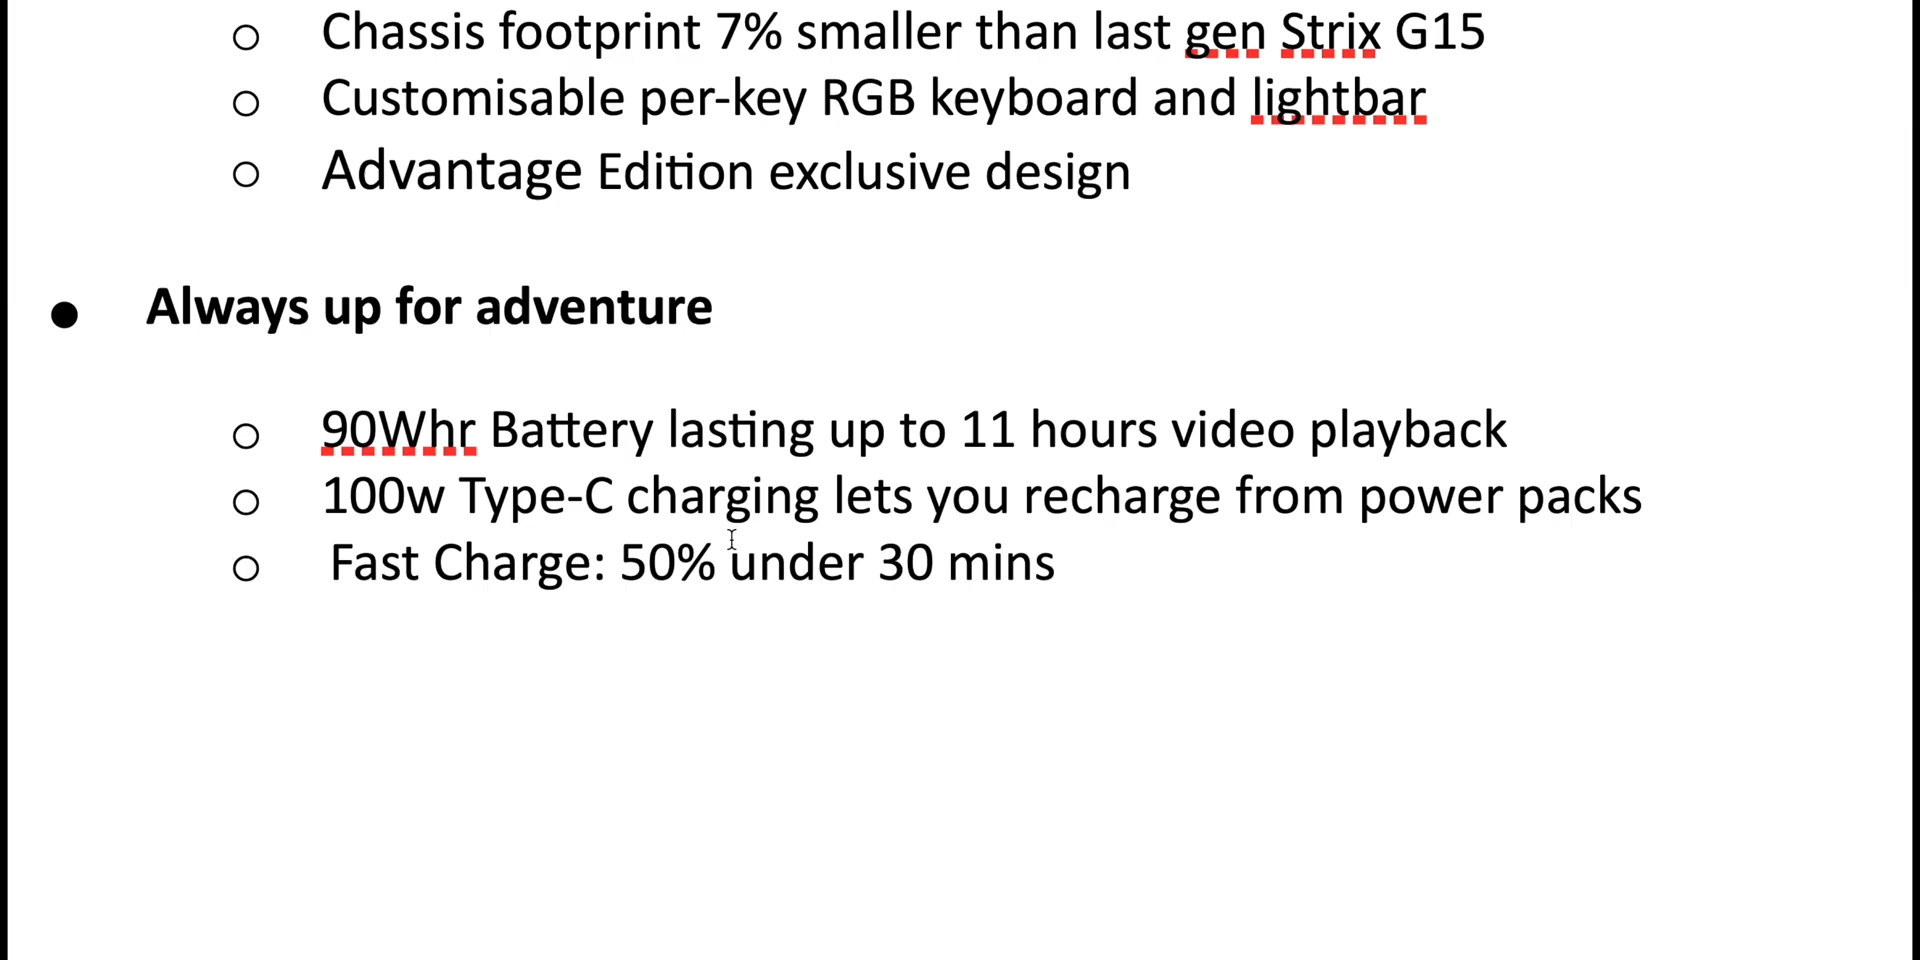 Chassis footprint 7% smaller than last gen Strix G15
Customisable per-key RGB keyboard and lightbar
Advantage Edition exclusive design
Always up for adventure
90Whr Battery lasting up to 11 hours video playback
100w Type-C charging lets you recharge from power packs
Fast Charge: 50% under 30 mins